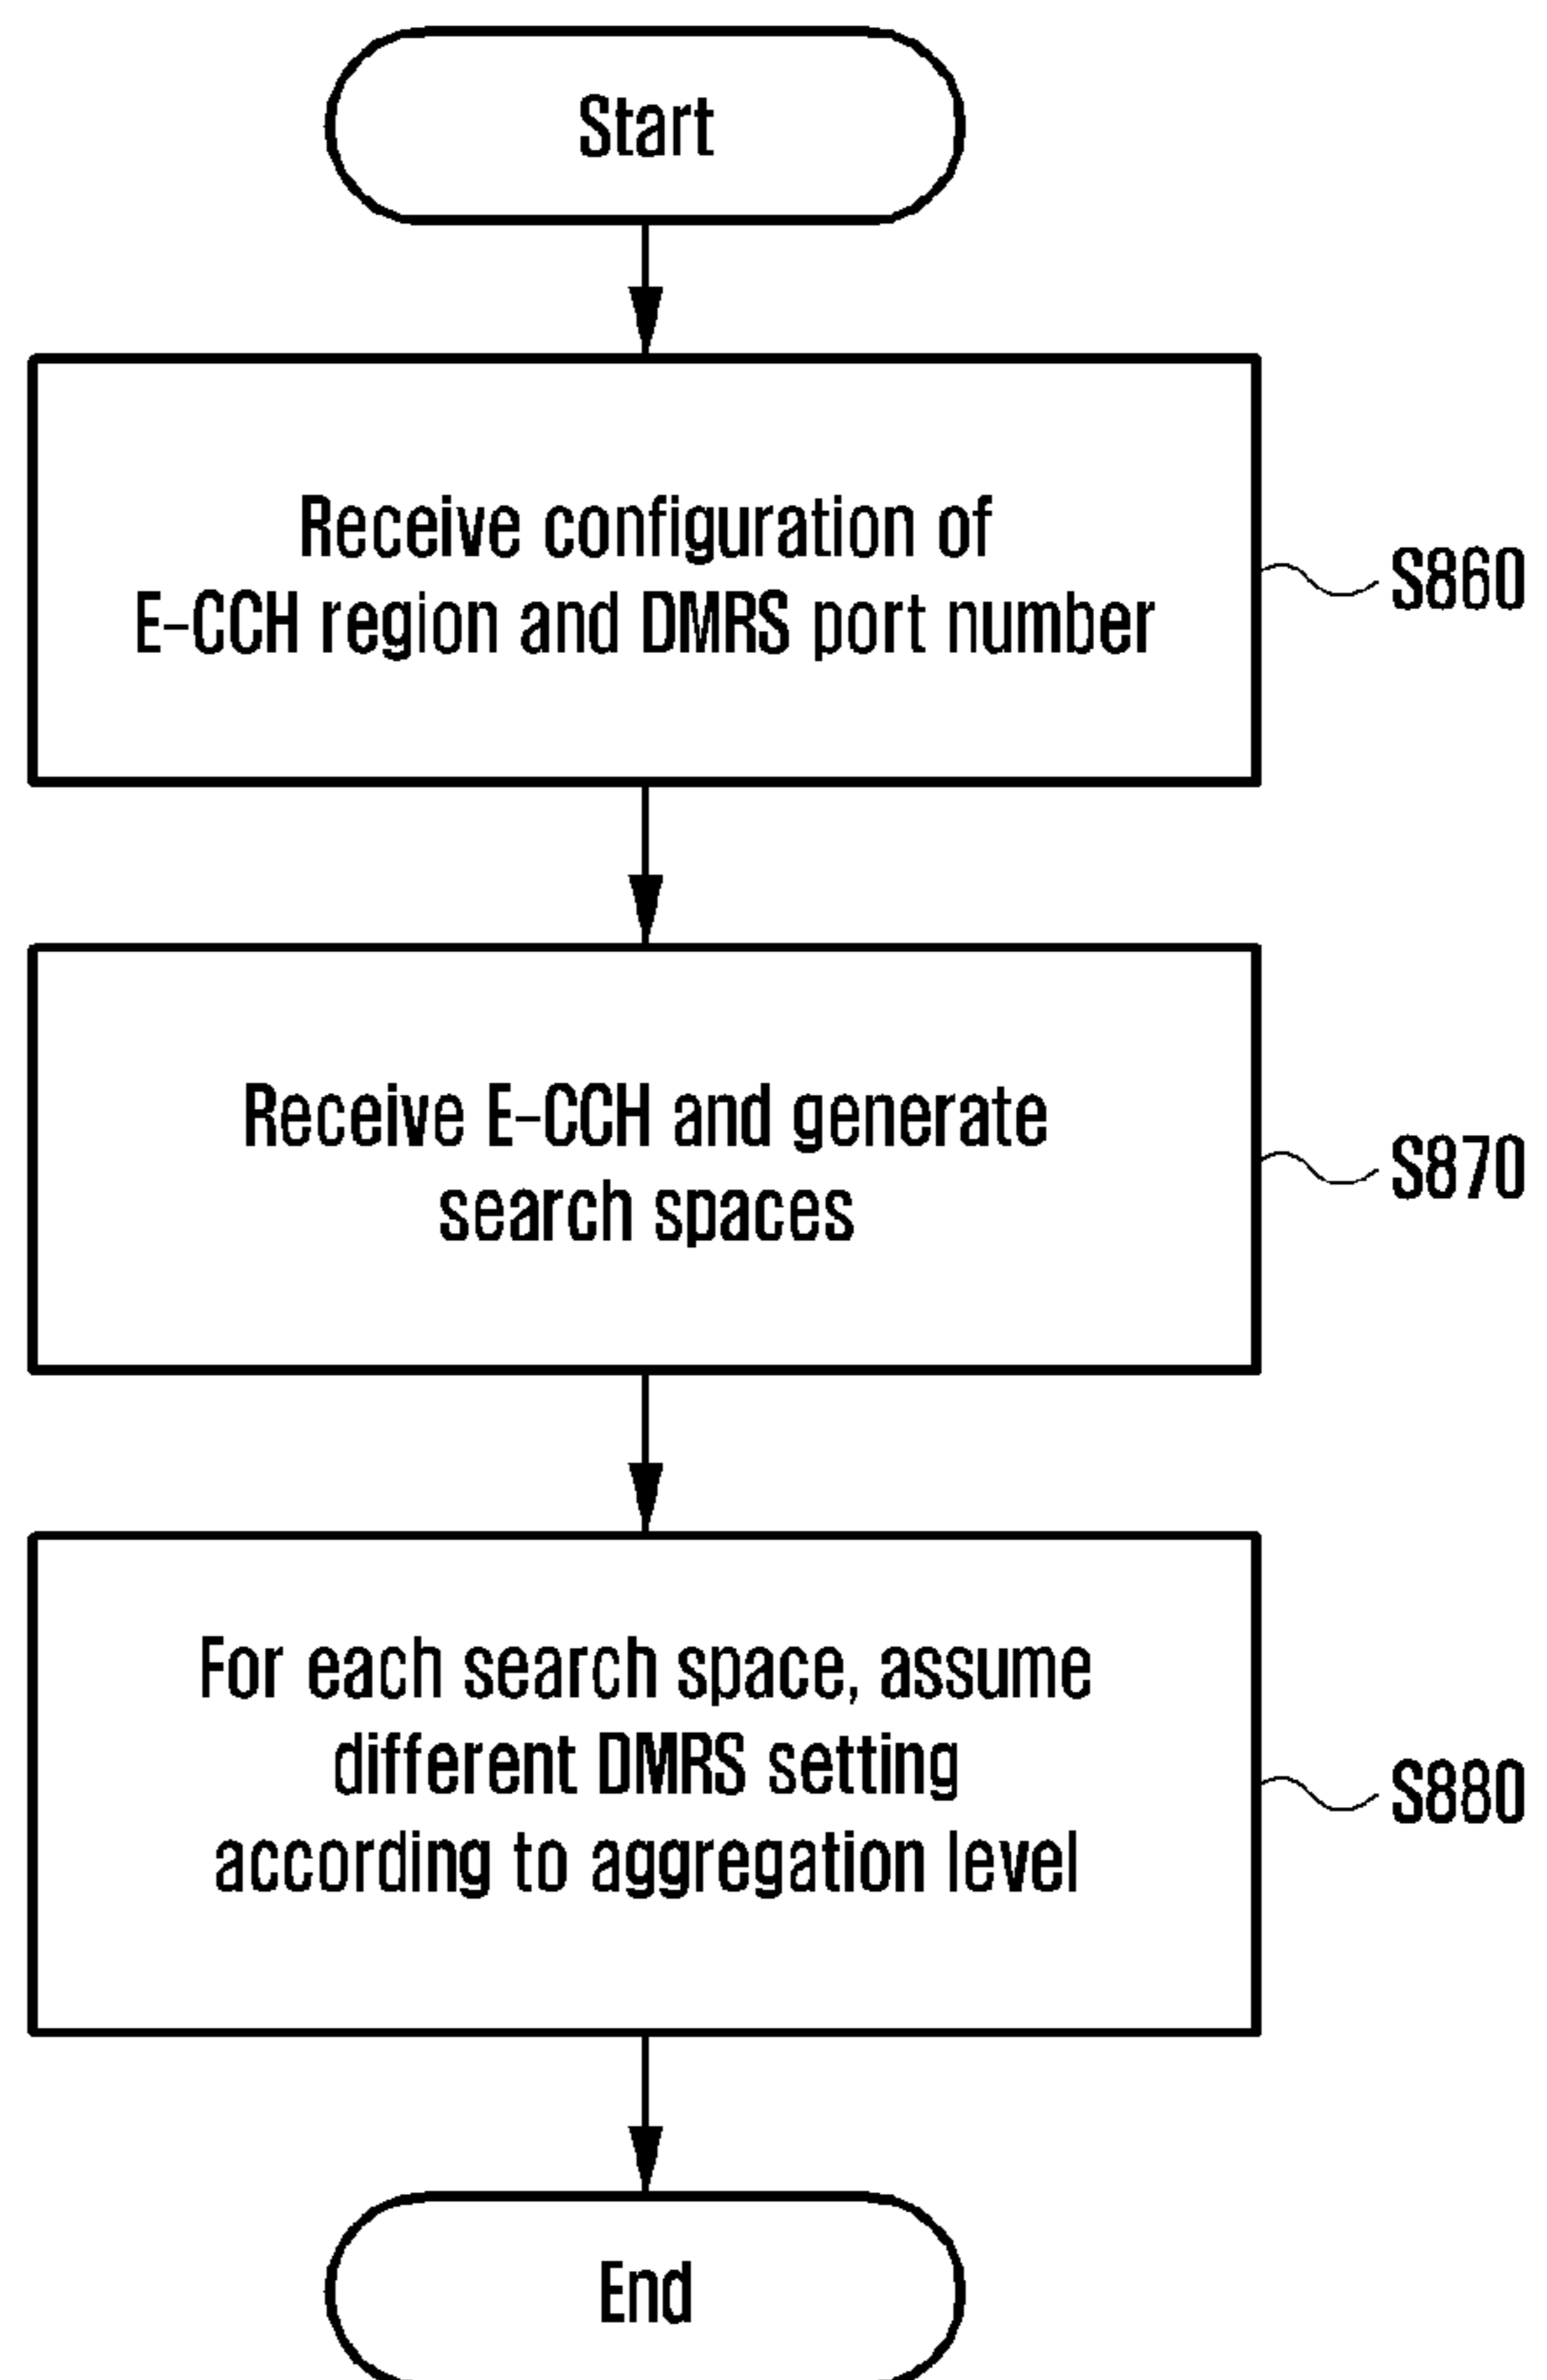 Start
Receive configuration of
E-CCH region and DMRS port number
S860
Receive E-CCH and generate
search spaces
S870
For each search space, assume
different DMRS setting
according to aggregation level
S880
End